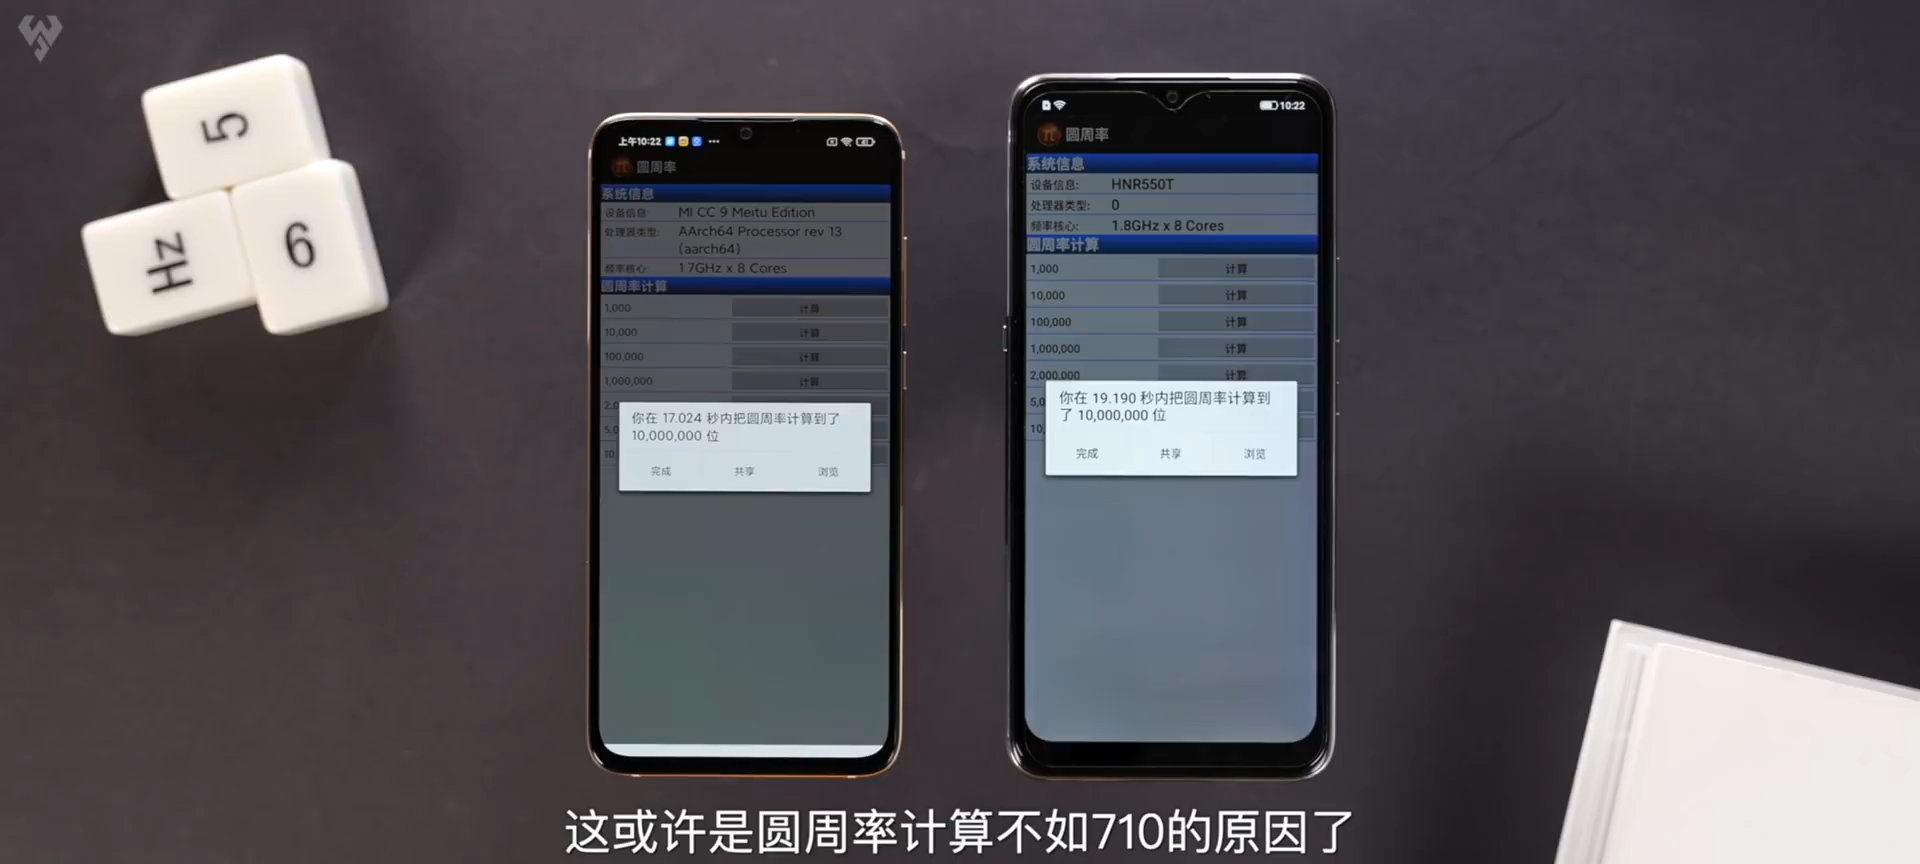 5
Hz
6
上午10:22
圆周率
系统信息
设备信息: MI CC 9 Meitu Edition
处理器类型: AArch64 Processor rev 13
(aarch64)
频率核心: 1.7GHz x 8 Cores
圆周率计算
1,000 计算
10,000 计算
100,000 计算
1,000,000 计算
2,0
5,0
10
你在 17.024 秒内把圆周率计算到了
10,000,000 位
完成 共享 浏览
10:22
圆周率
系统信息
设备信息: HNR550T
处理器类型: 0
频率核心: 1.8GHz x 8 Cores
圆周率计算
1,000 计算
10,000 计算
100,000 计算
1,000,000 计算
2,000,000 计算
5,0
10,
你在 19.190 秒内把圆周率计算到
了 10,000,000 位
完成 共享 浏览
这或许是圆周率计算不如710的原因了